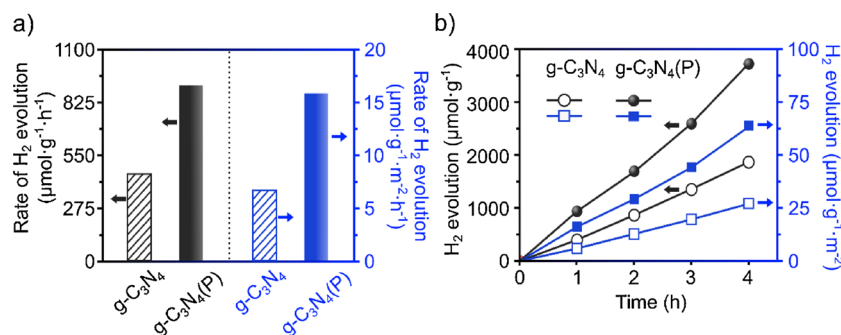 a)
Rate of H2 evolution
(μmol·g-1·h-1)
1100
825
550
275
0
20
15
10
5
0
Rate of H2 evolution
(μmol·g-1·m-2·h-1)
g-C3N4
g-C3N4(P)
g-C3N4
g-C3N4(P)
b)
H2 evolution (μmol·g-1)
4000
3000
2000
1000
0
g-C3N4 g-C3N4(P)
100
75
50
25
0
H2 evolution (μmol·g-1·m-2)
0 1 2 3 4
Time (h)